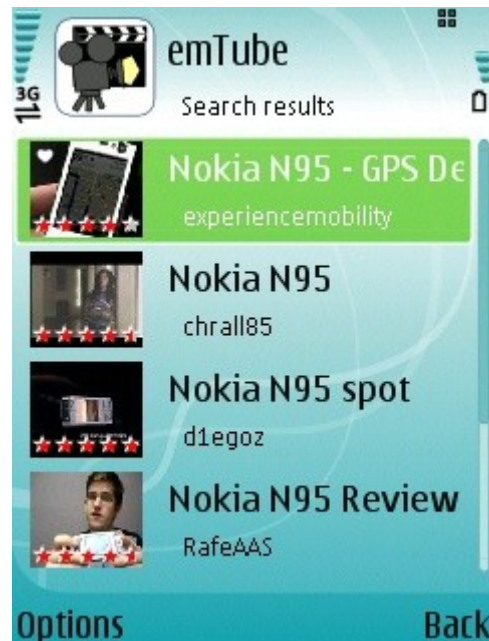 emTube
3G
Search results
Nokia N95 - GPS De
experiencemobility
Nokia N95
chrall85
Nokia N95 spot
d1egoz
Nokia N95 Review
RafeAAS
Options
Back